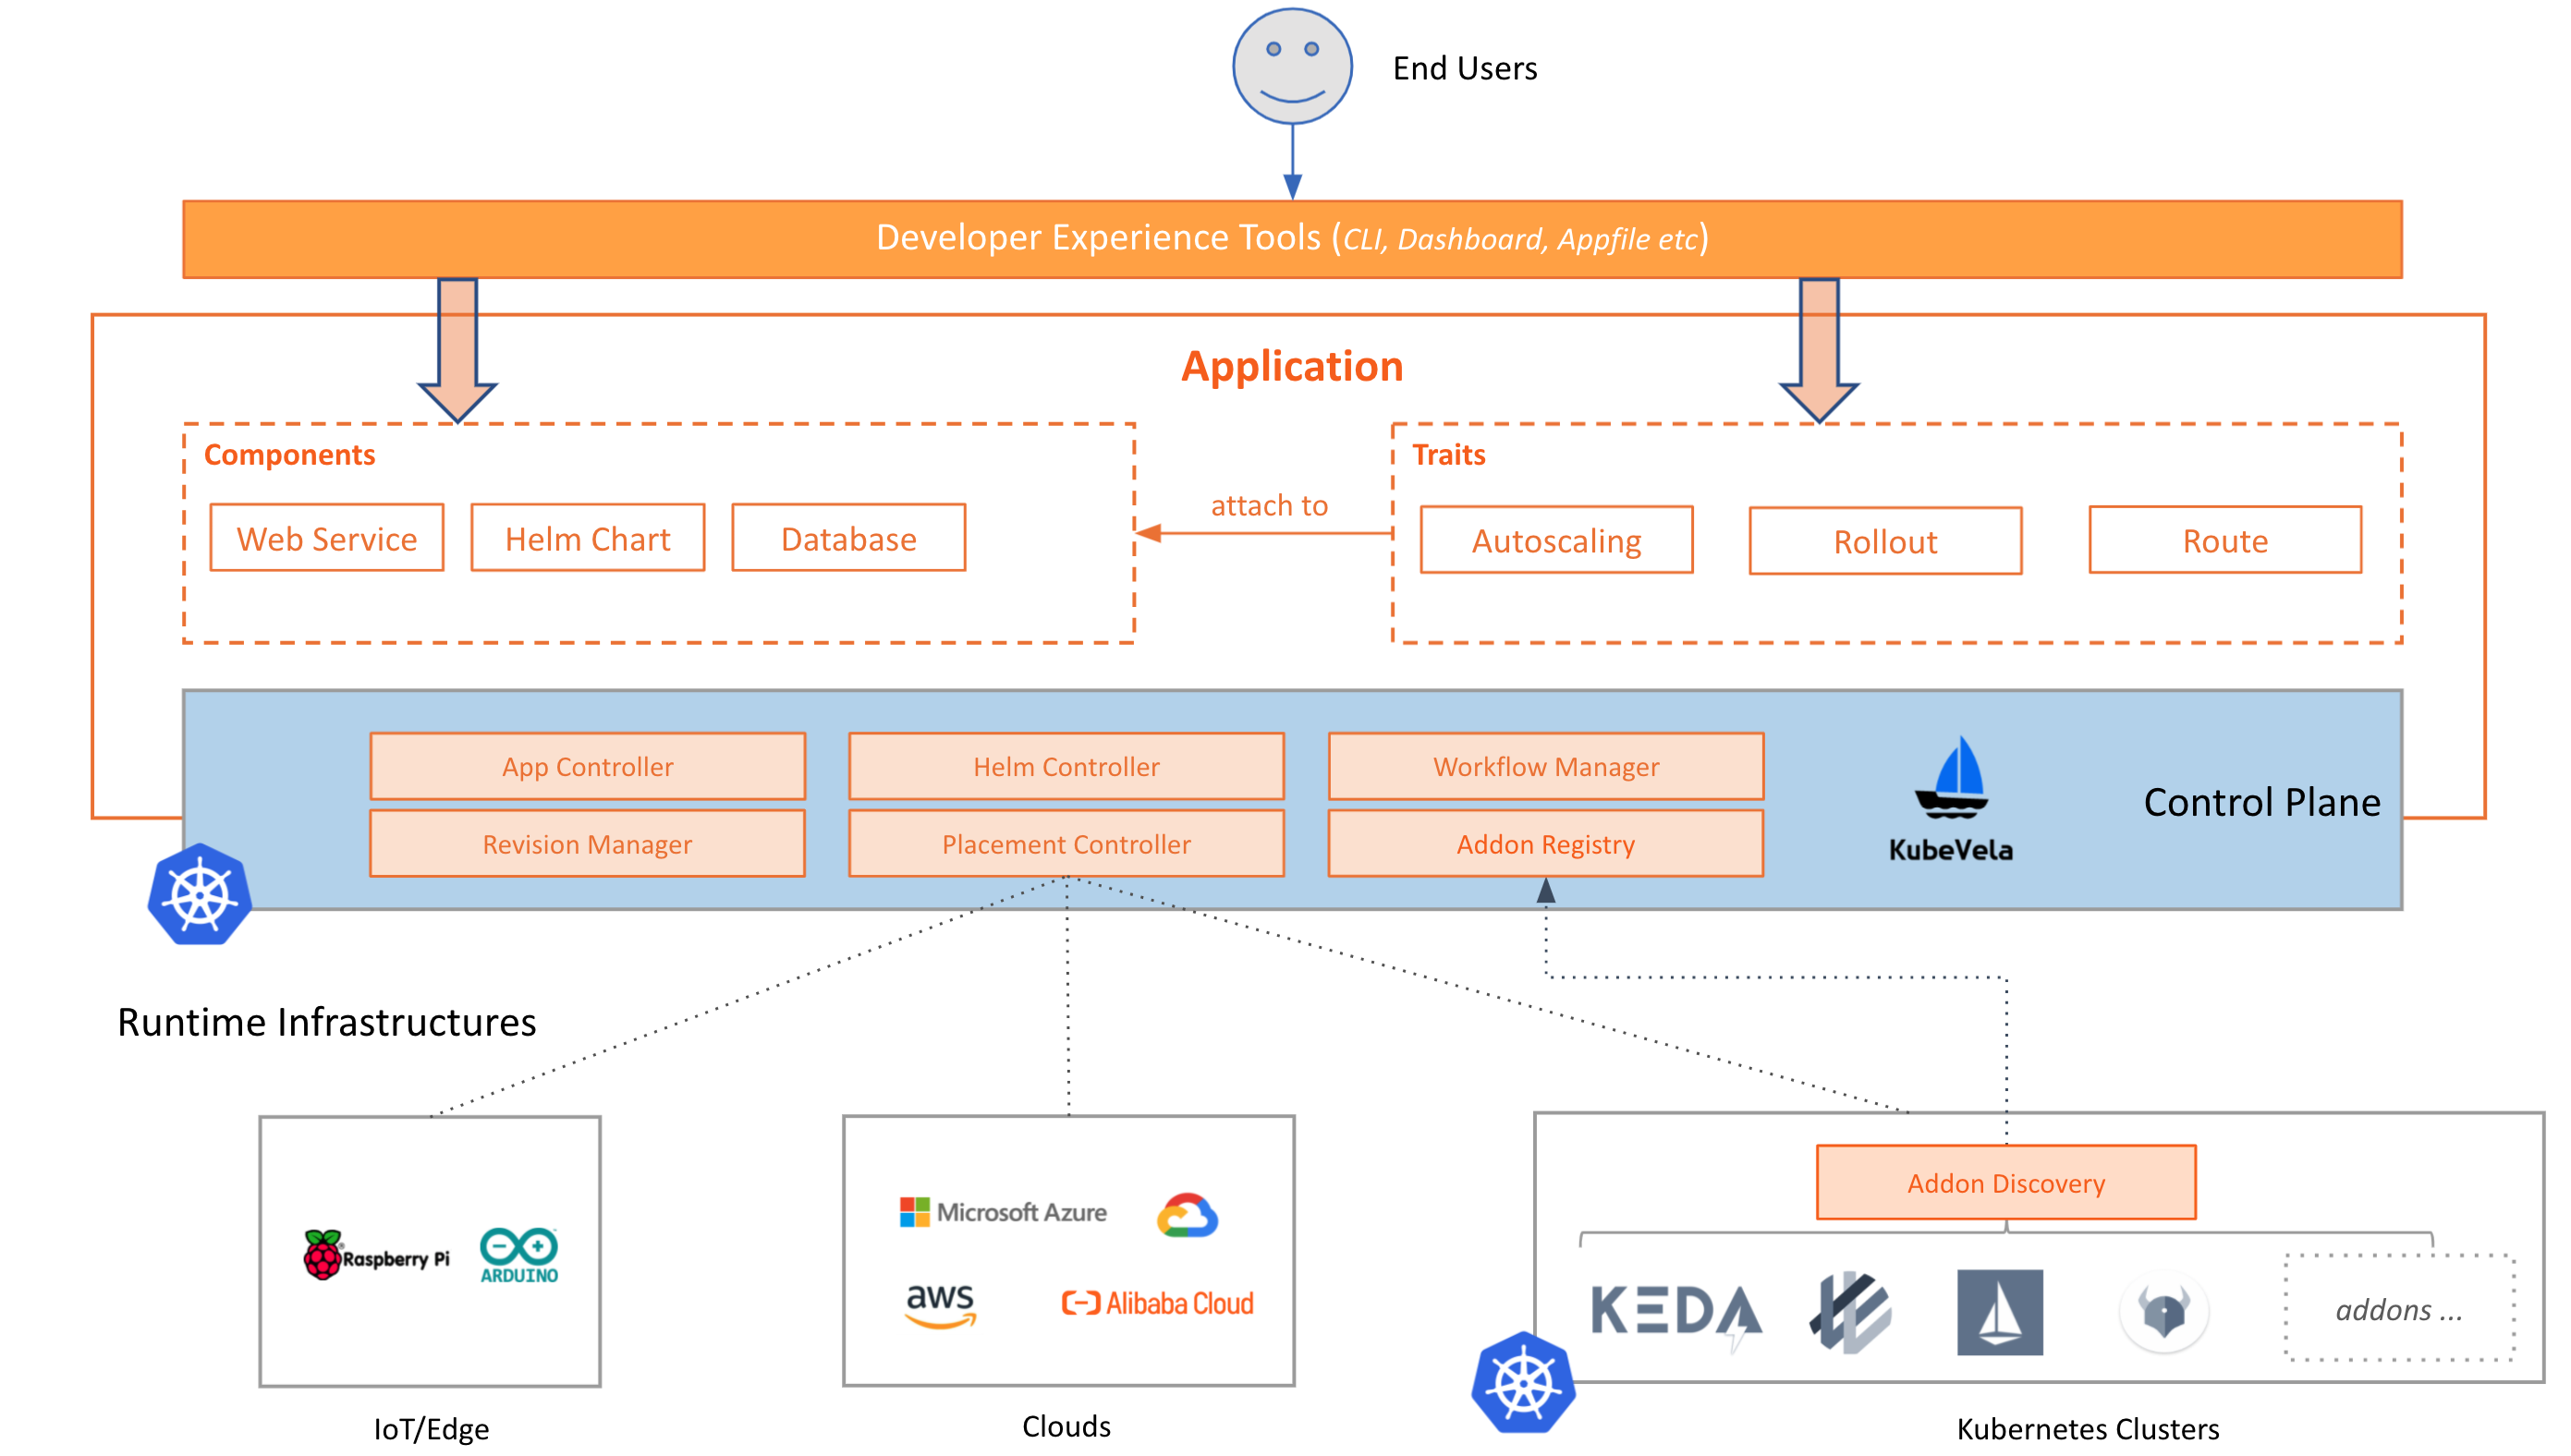 End Users
Developer Experience Tools (CLI, Dashboard, Appfile etc)
Application
Components
Web Service
Helm Chart
Database
attach to
Traits
Autoscaling
Rollout
Route
App Controller
Helm Controller
Workflow Manager
Revision Manager
Placement Controller
Addon Registry
KubeVela
Control Plane
Runtime Infrastructures
Raspberry Pi
ARDUINO
IoT/Edge
Microsoft Azure
aws
Alibaba Cloud
Clouds
Addon Discovery
KEDA
addons ...
Kubernetes Clusters